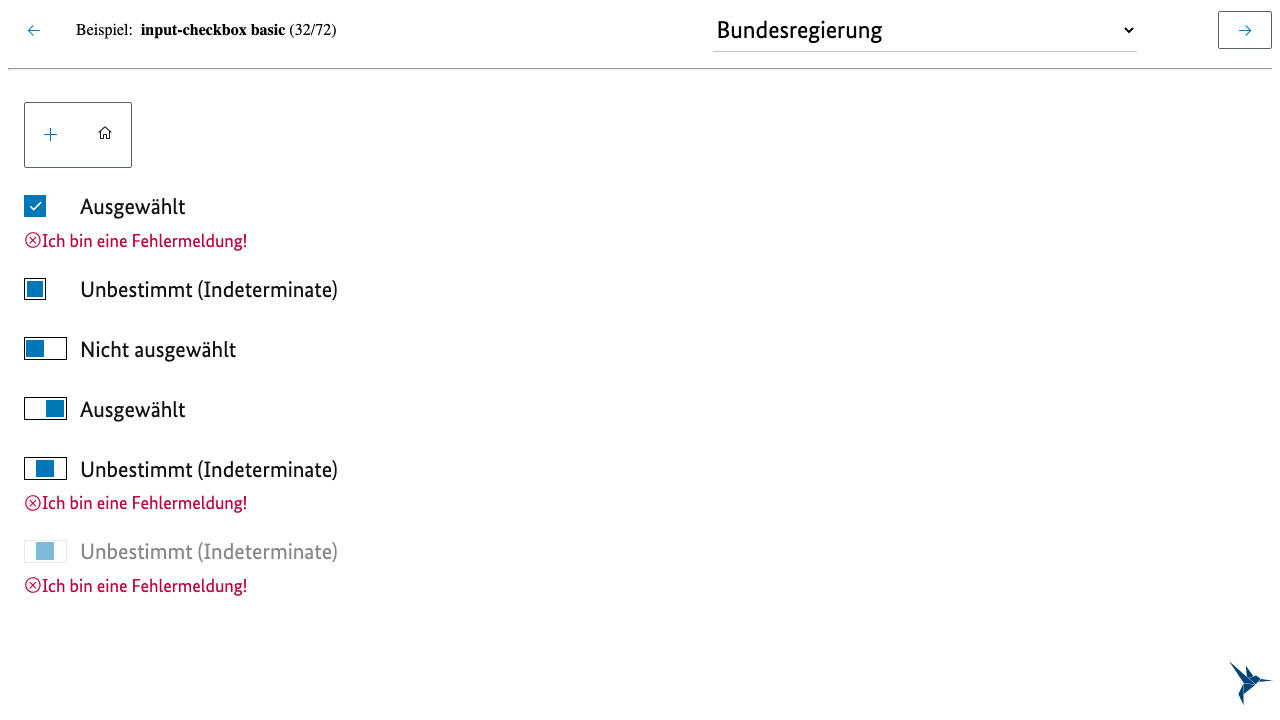 Beispiel: input-checkbox basic (32/72)
Bundesregierung
Ausgewählt
Ich bin eine Fehlermeldung!
Unbestimmt (Indeterminate)
Nicht ausgewählt
Ausgewählt
Unbestimmt (Indeterminate)
Ich bin eine Fehlermeldung!
Unbestimmt (Indeterminate)
Ich bin eine Fehlermeldung!